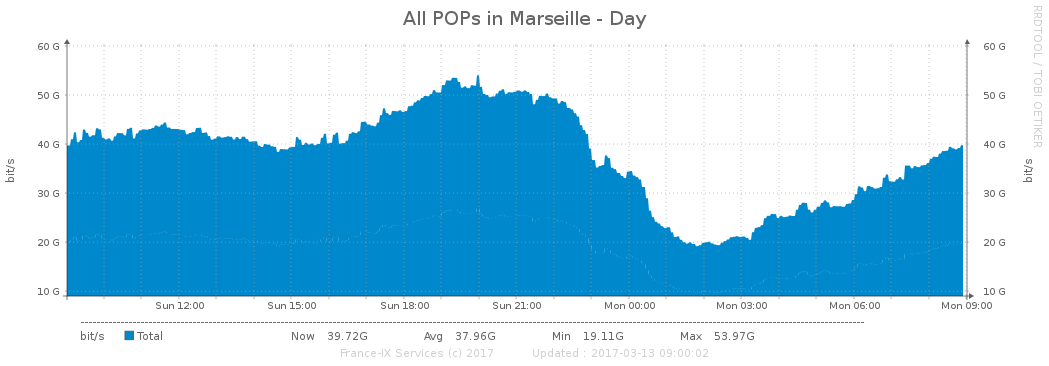 All POPs in Marseille - Day
RRDTOOL / TOBI OETIKER
60 G 60 G
50 G 50 G
40 G 40 G
30 G 30 G
20 G 20 G
10 G 10 G
bit/s
bit/s
Sun 12:00 Sun 15:00 Sun 18:00 Sun 21:00 Mon 00:00 Mon 03:00 Mon 06:00 Mon 09:00
bit/s Total Now 39.72G Avg 37.96G Min 19.11G Max 53.97G
France-IX Services (c) 2017 Updated : 2017-03-13 09:00:02